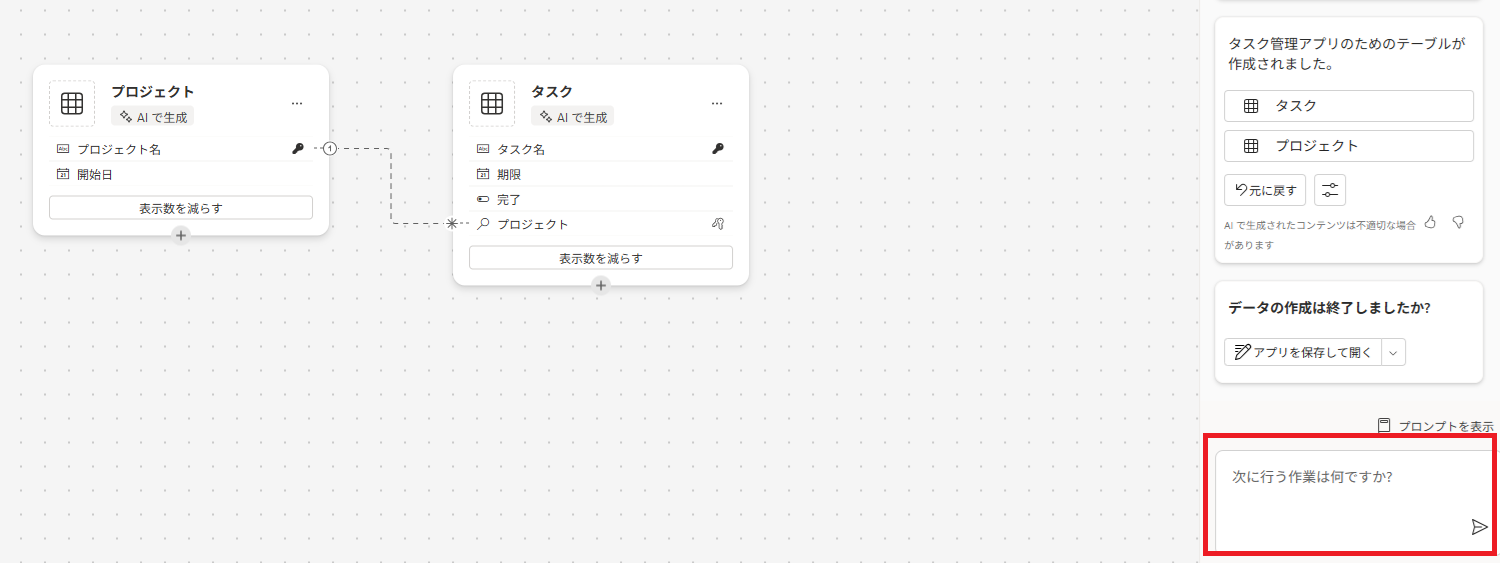 プロジェクト
AI で生成
プロジェクト名
開始日
表示数を減らす
1
タスク
AI で生成
タスク名
期限
完了
プロジェクト
表示数を減らす
タスク管理アプリのためのテーブルが
作成されました。
タスク
プロジェクト
元に戻す
AI で生成されたコンテンツは不適切な場合
があります
データの作成は終了しましたか?
アプリを保存して開く
プロンプトを表示
次に行う作業は何ですか?